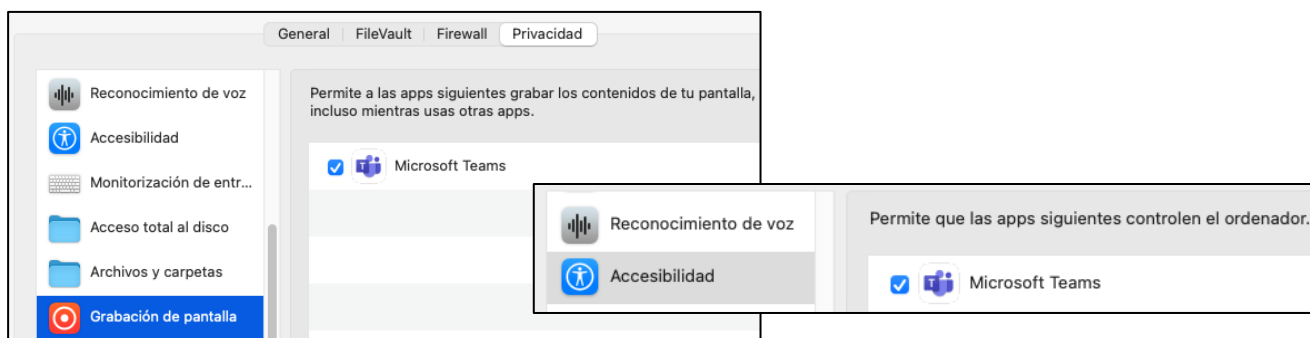 General FileVault Firewall Privacidad
Reconocimiento de voz
Accesibilidad
Monitorización de entr...
Acceso total al disco
Archivos y carpetas
Grabación de pantalla
Permite a las apps siguientes grabar los contenidos de tu pantalla,
incluso mientras usas otras apps.
Microsoft Teams
Reconocimiento de voz
Accesibilidad
Permite que las apps siguientes controlen el ordenador.
Microsoft Teams